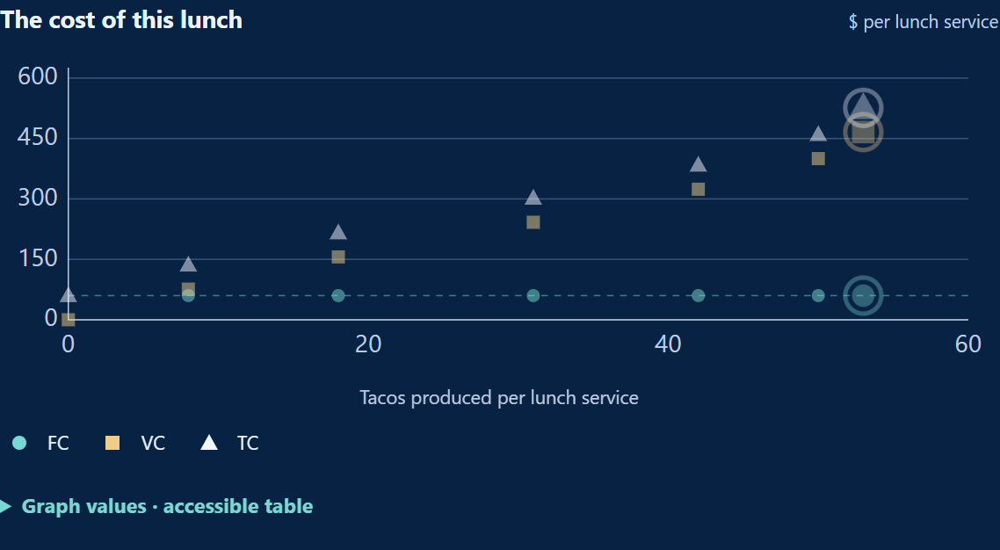 The cost of this lunch
$ per lunch service
600
450
300
150
0
0 20 40 60
Tacos produced per lunch service
FC VC TC
Graph values · accessible table